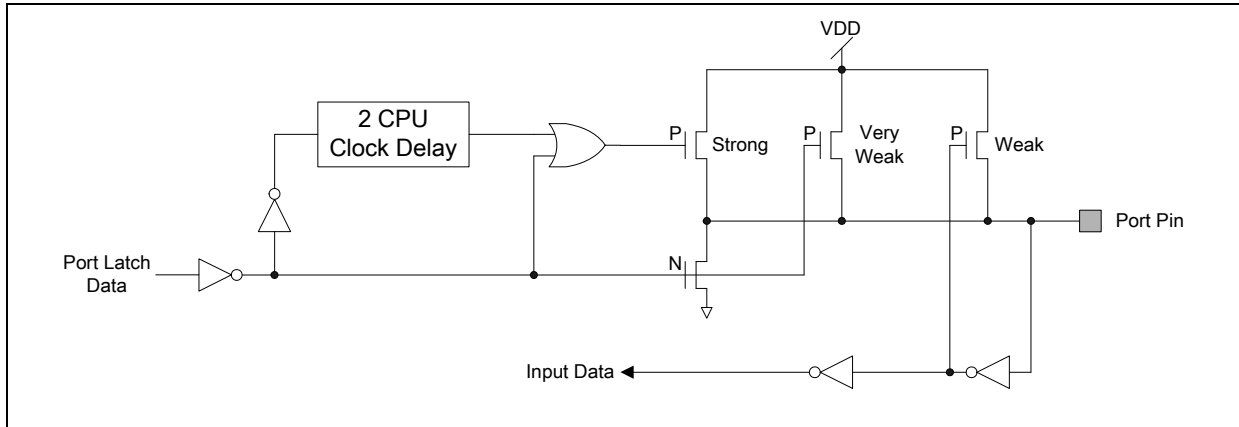 VDD
2 CPU
Clock Delay
P
Strong
P
Very
Weak
P
Weak
Port Pin
Port Latch
Data
N
Input Data